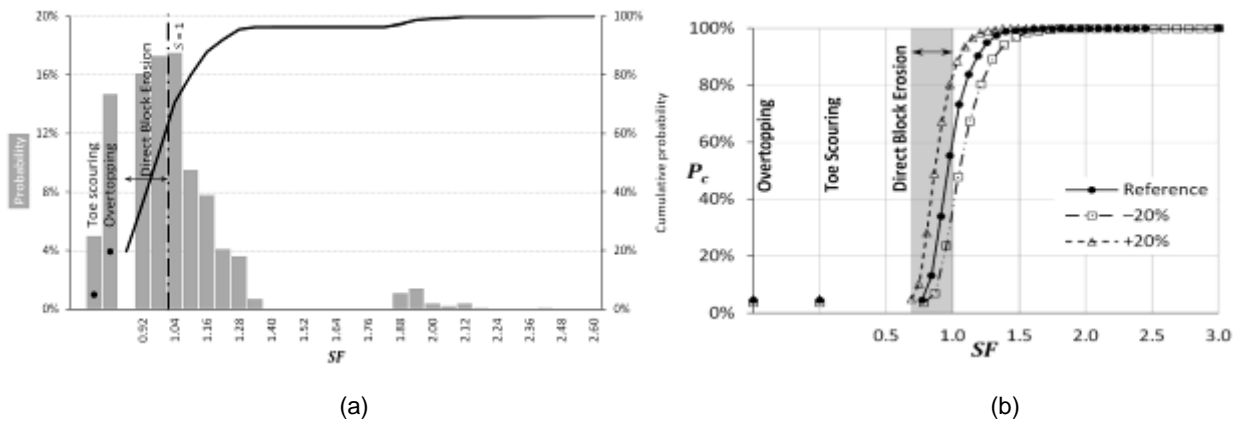 20%
16%
12%
8%
4%
0%
Probability
Toe scouring
Overtopping
Direct Block Erosion
S = 1
100%
80%
60%
40%
20%
0%
Cumulative probability
0.92
1.04
1.16
1.28
1.40
1.52
1.64
1.76
1.88
2.00
2.12
2.24
2.36
2.48
2.60
SF
(a)
b)
100%
80%
60%
40%
20%
0%
Pc
Overtopping
Toe Scouring
Direct Block Erosion
Reference
−20%
+20%
0.5 1.0 1.5 2.0 2.5 3.0
SF
(b)